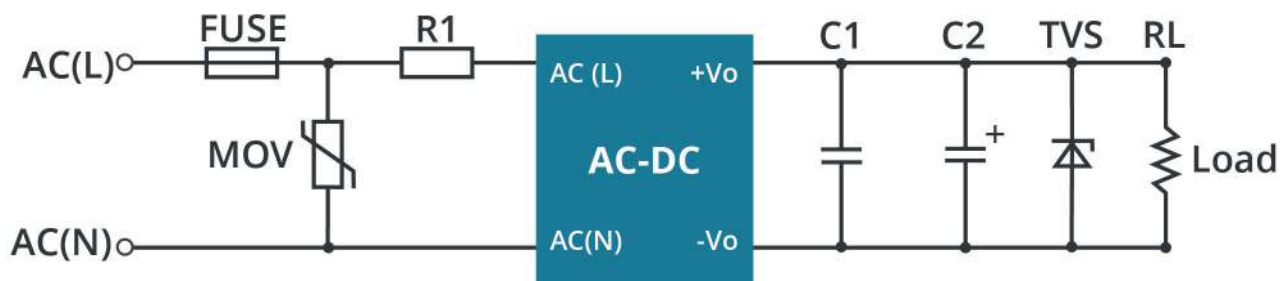 FUSE R1 C1 C2 TVS RL
AC(L) AC (L) +Vo
MOV AC-DC + Load
AC(N) AC(N) -Vo